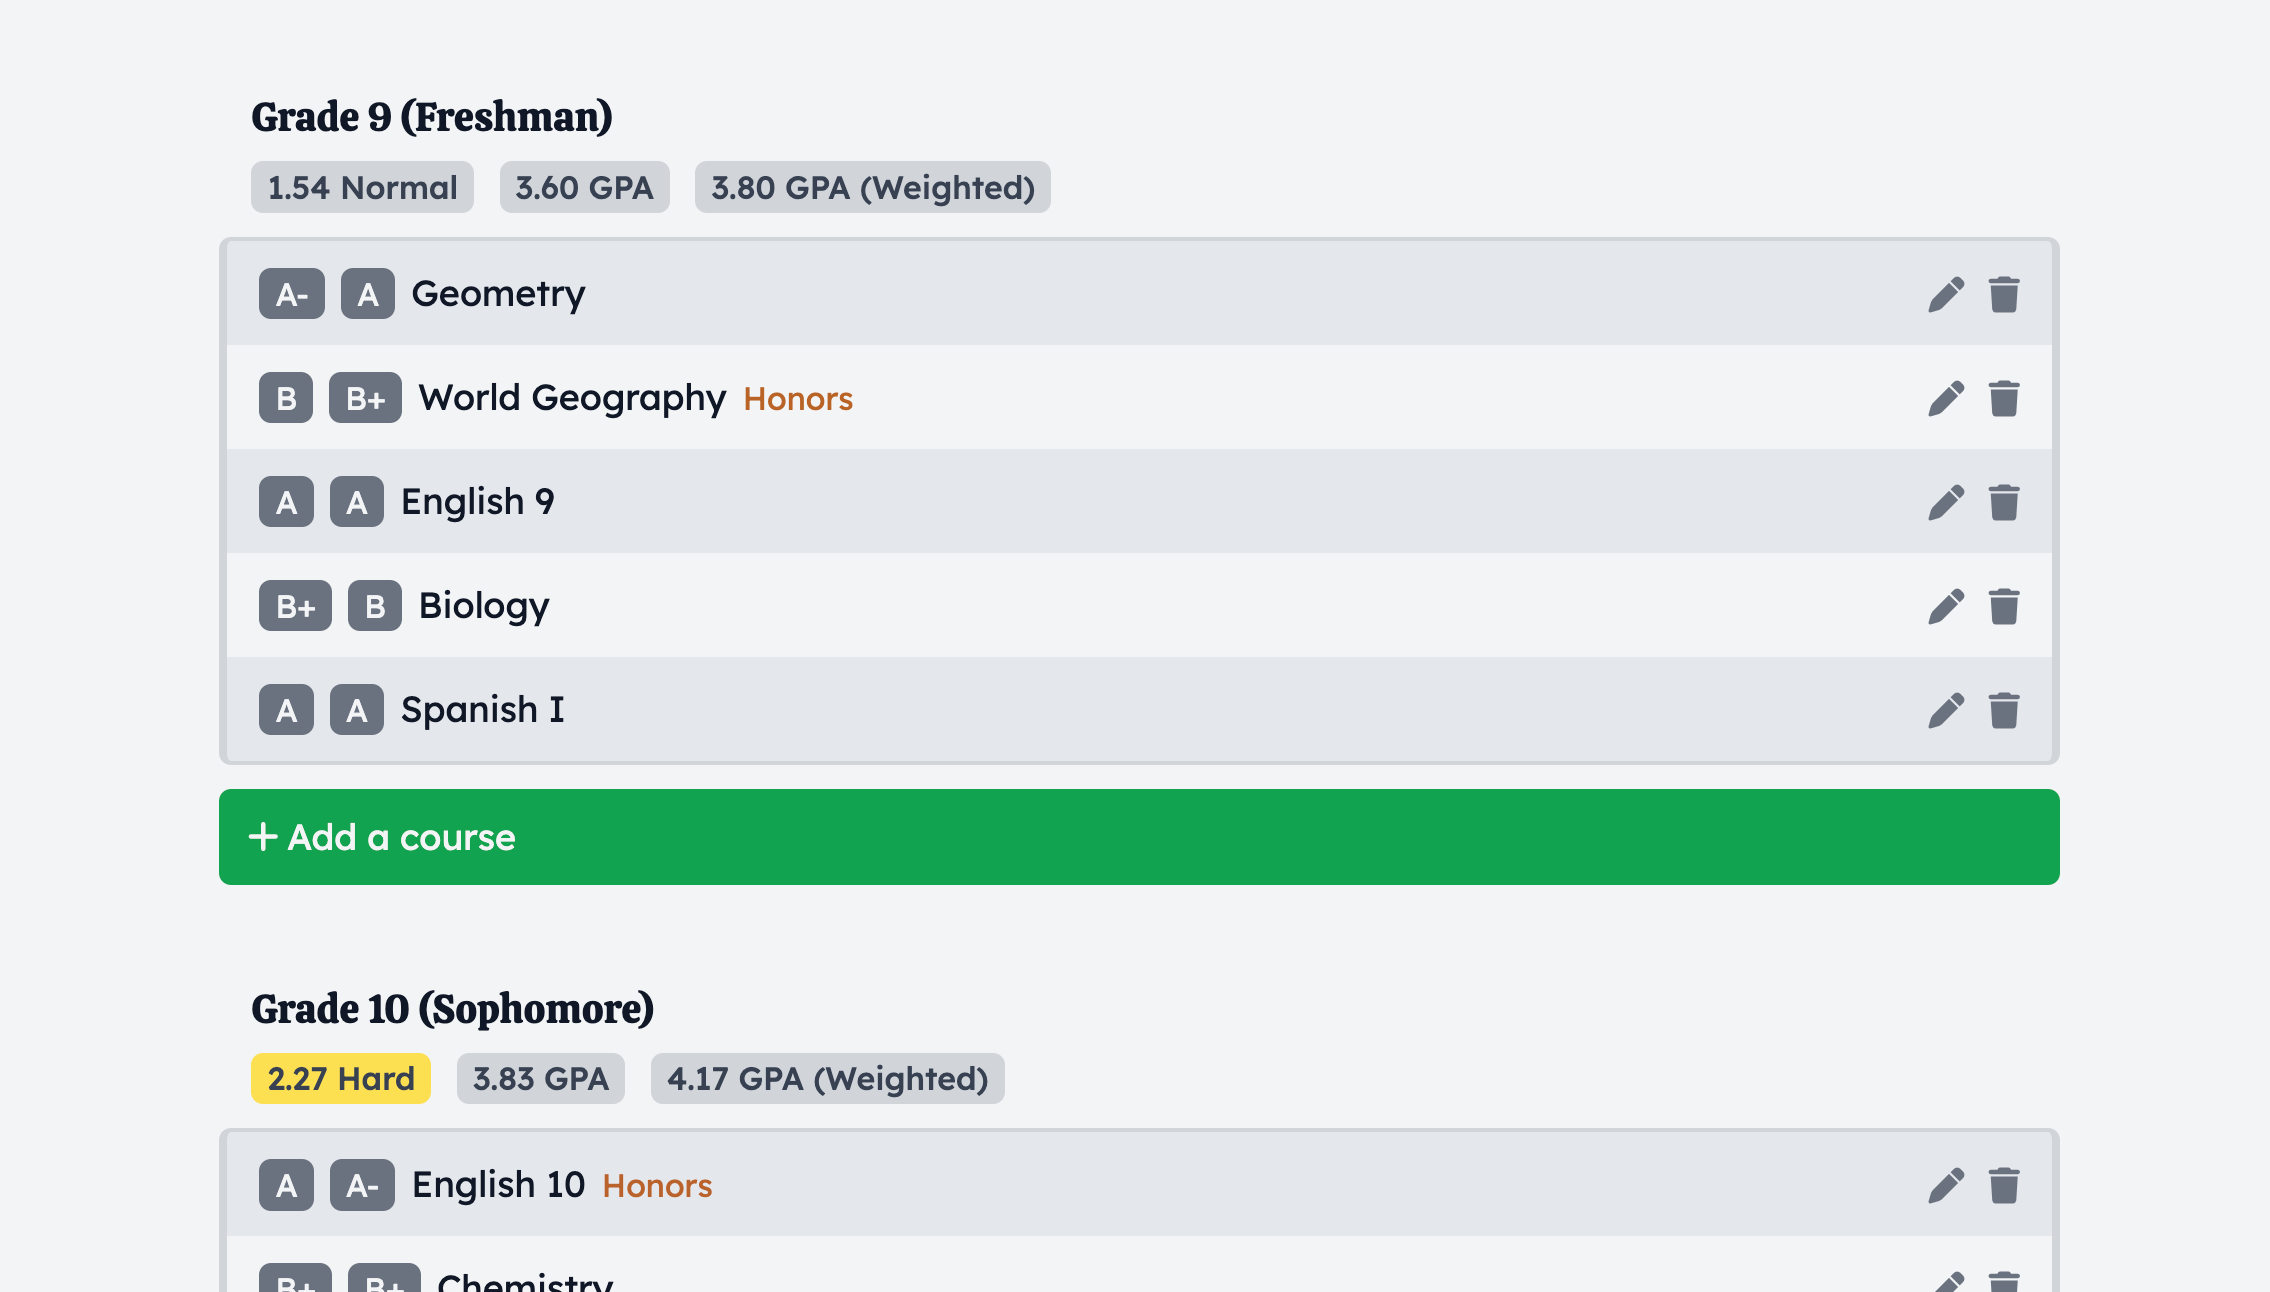 Grade 9 (Freshman)
1.54 Normal 3.60 GPA 3.80 GPA (Weighted)
A- A Geometry
B B+ World Geography Honors
A A English 9
B+ B Biology
A A Spanish I
+ Add a course
Grade 10 (Sophomore)
2.27 Hard 3.83 GPA 4.17 GPA (Weighted)
A A- English 10 Honors
B+ B+ Chemistry